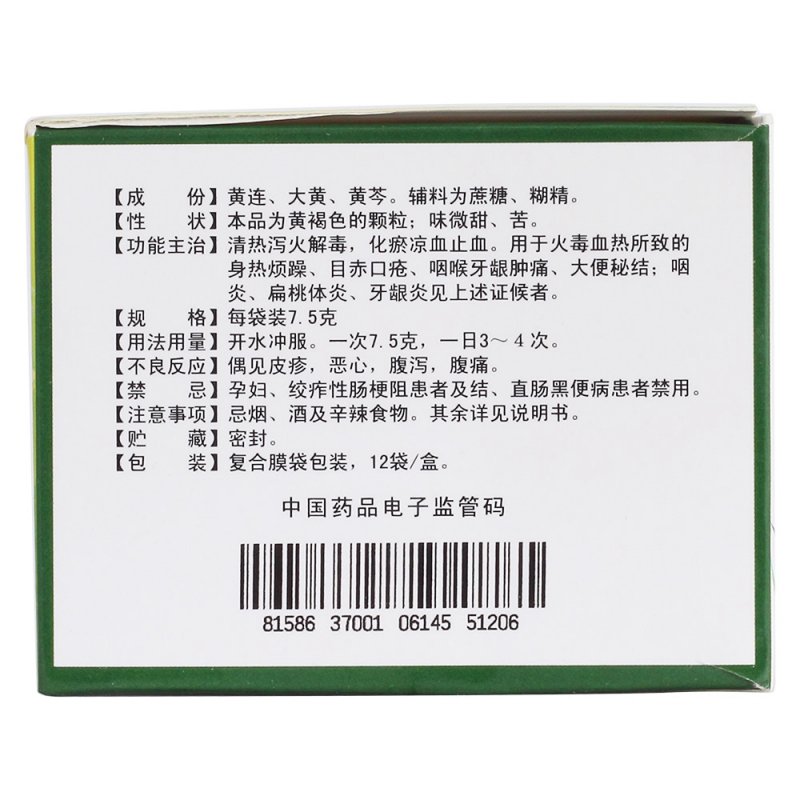 【成　份】黄连、大黄、黄芩。辅料为蔗糖、糊精。
【性　状】本品为黄褐色的颗粒；味微甜、苦。
【功能主治】清热泻火解毒，化瘀凉血止血。用于火毒血热所致的
身热烦躁、目赤口疮、咽喉牙龈肿痛、大便秘结；咽
炎、扁桃体炎、牙龈炎见上述证候者。
【规　格】每袋装7.5克
【用法用量】开水冲服。一次7.5克，一日3～4次。
【不良反应】偶见皮疹，恶心，腹泻，腹痛。
【禁　忌】孕妇、绞痄性肠梗阻患者及结、直肠黑便病患者禁用。
【注意事项】忌烟、酒及辛辣食物。其余详见说明书。
【贮　藏】密封。
【包　装】复合膜袋包装，12袋/盒。
中国药品电子监管码
81586 37001 06145 51206